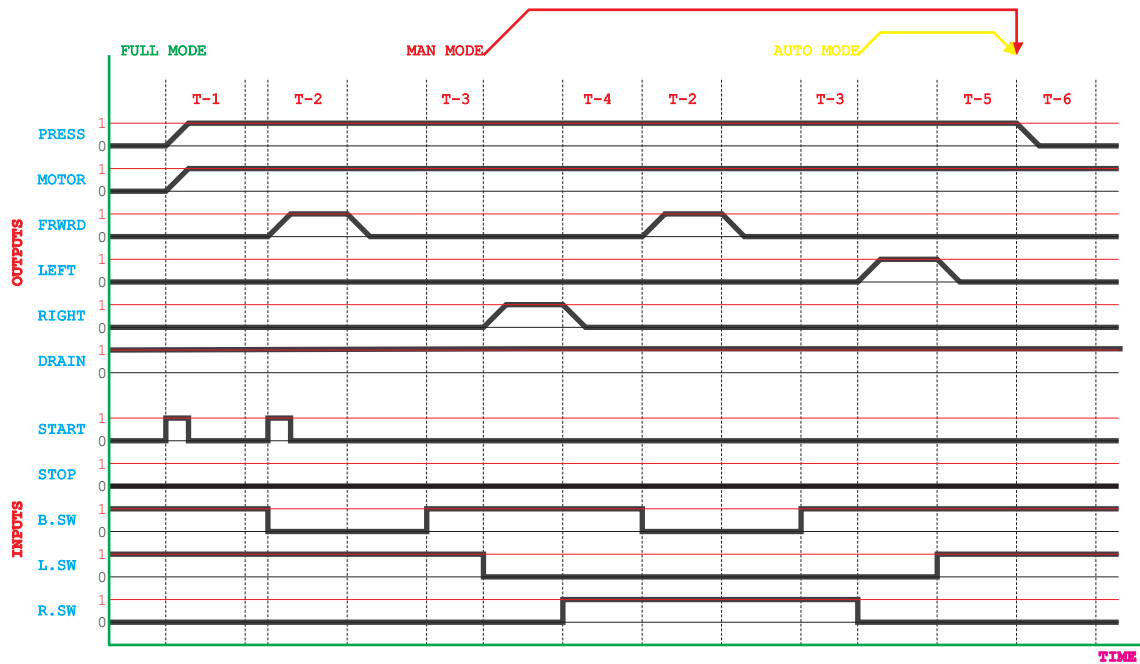 FULL MODE MAN MODE AUTO MODE
T-1 T-2 T-3 T-4 T-2 T-3 T-5 T-6
OUTPUTS
PRESS 1
0
MOTOR 1
0
FRWRD 1
0
LEFT 1
0
RIGHT 1
0
DRAIN 1
0
INPUTS
START 1
0
STOP 1
0
B.SW 1
0
L.SW 1
0
R.SW 1
0
TIME